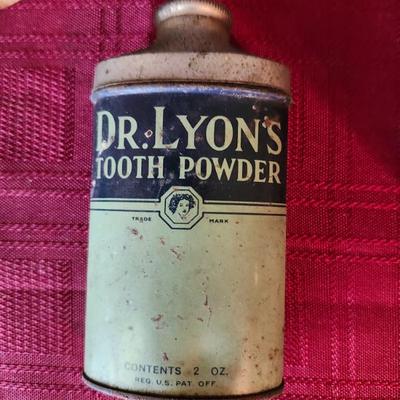 DR. LYON'S
TOOTH POWDER
TRADE MARK
CONTENTS 2 OZ.
REG. U.S. PAT. OFF.